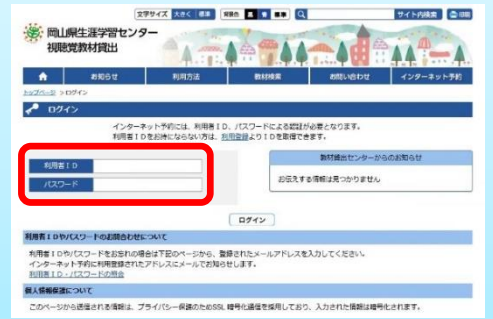 文字サイズ 大きく 標準 背景色 黒 青 標準 サイト内検索 印刷
岡山県生涯学習センター
視聴覚教材貸出
お知らせ 利用方法 教材検索 お問い合わせ インターネット予約
トップページ > ログイン
ログイン
インターネット予約には、利用者ID、パスワードによる認証が必要となります。
利用者IDをお持ちにならない方は、利用登録よりIDを取得できます。
利用者ID
パスワード
教材貸出センターからのお知らせ
お伝えする情報は見つかりません
ログイン
利用者IDやパスワードのお問合わせについて
利用者IDやパスワードをお忘れの場合は下記のページから、登録されたメールアドレスを入力してください。
インターネット予約に利用登録されたアドレスにメールでお知らせします。
利用者ID・パスワードの照会
個人情報保護について
このページから送信される情報は、プライバシー保護のためSSL暗号化通信を採用しており、入力された情報は暗号化されます。